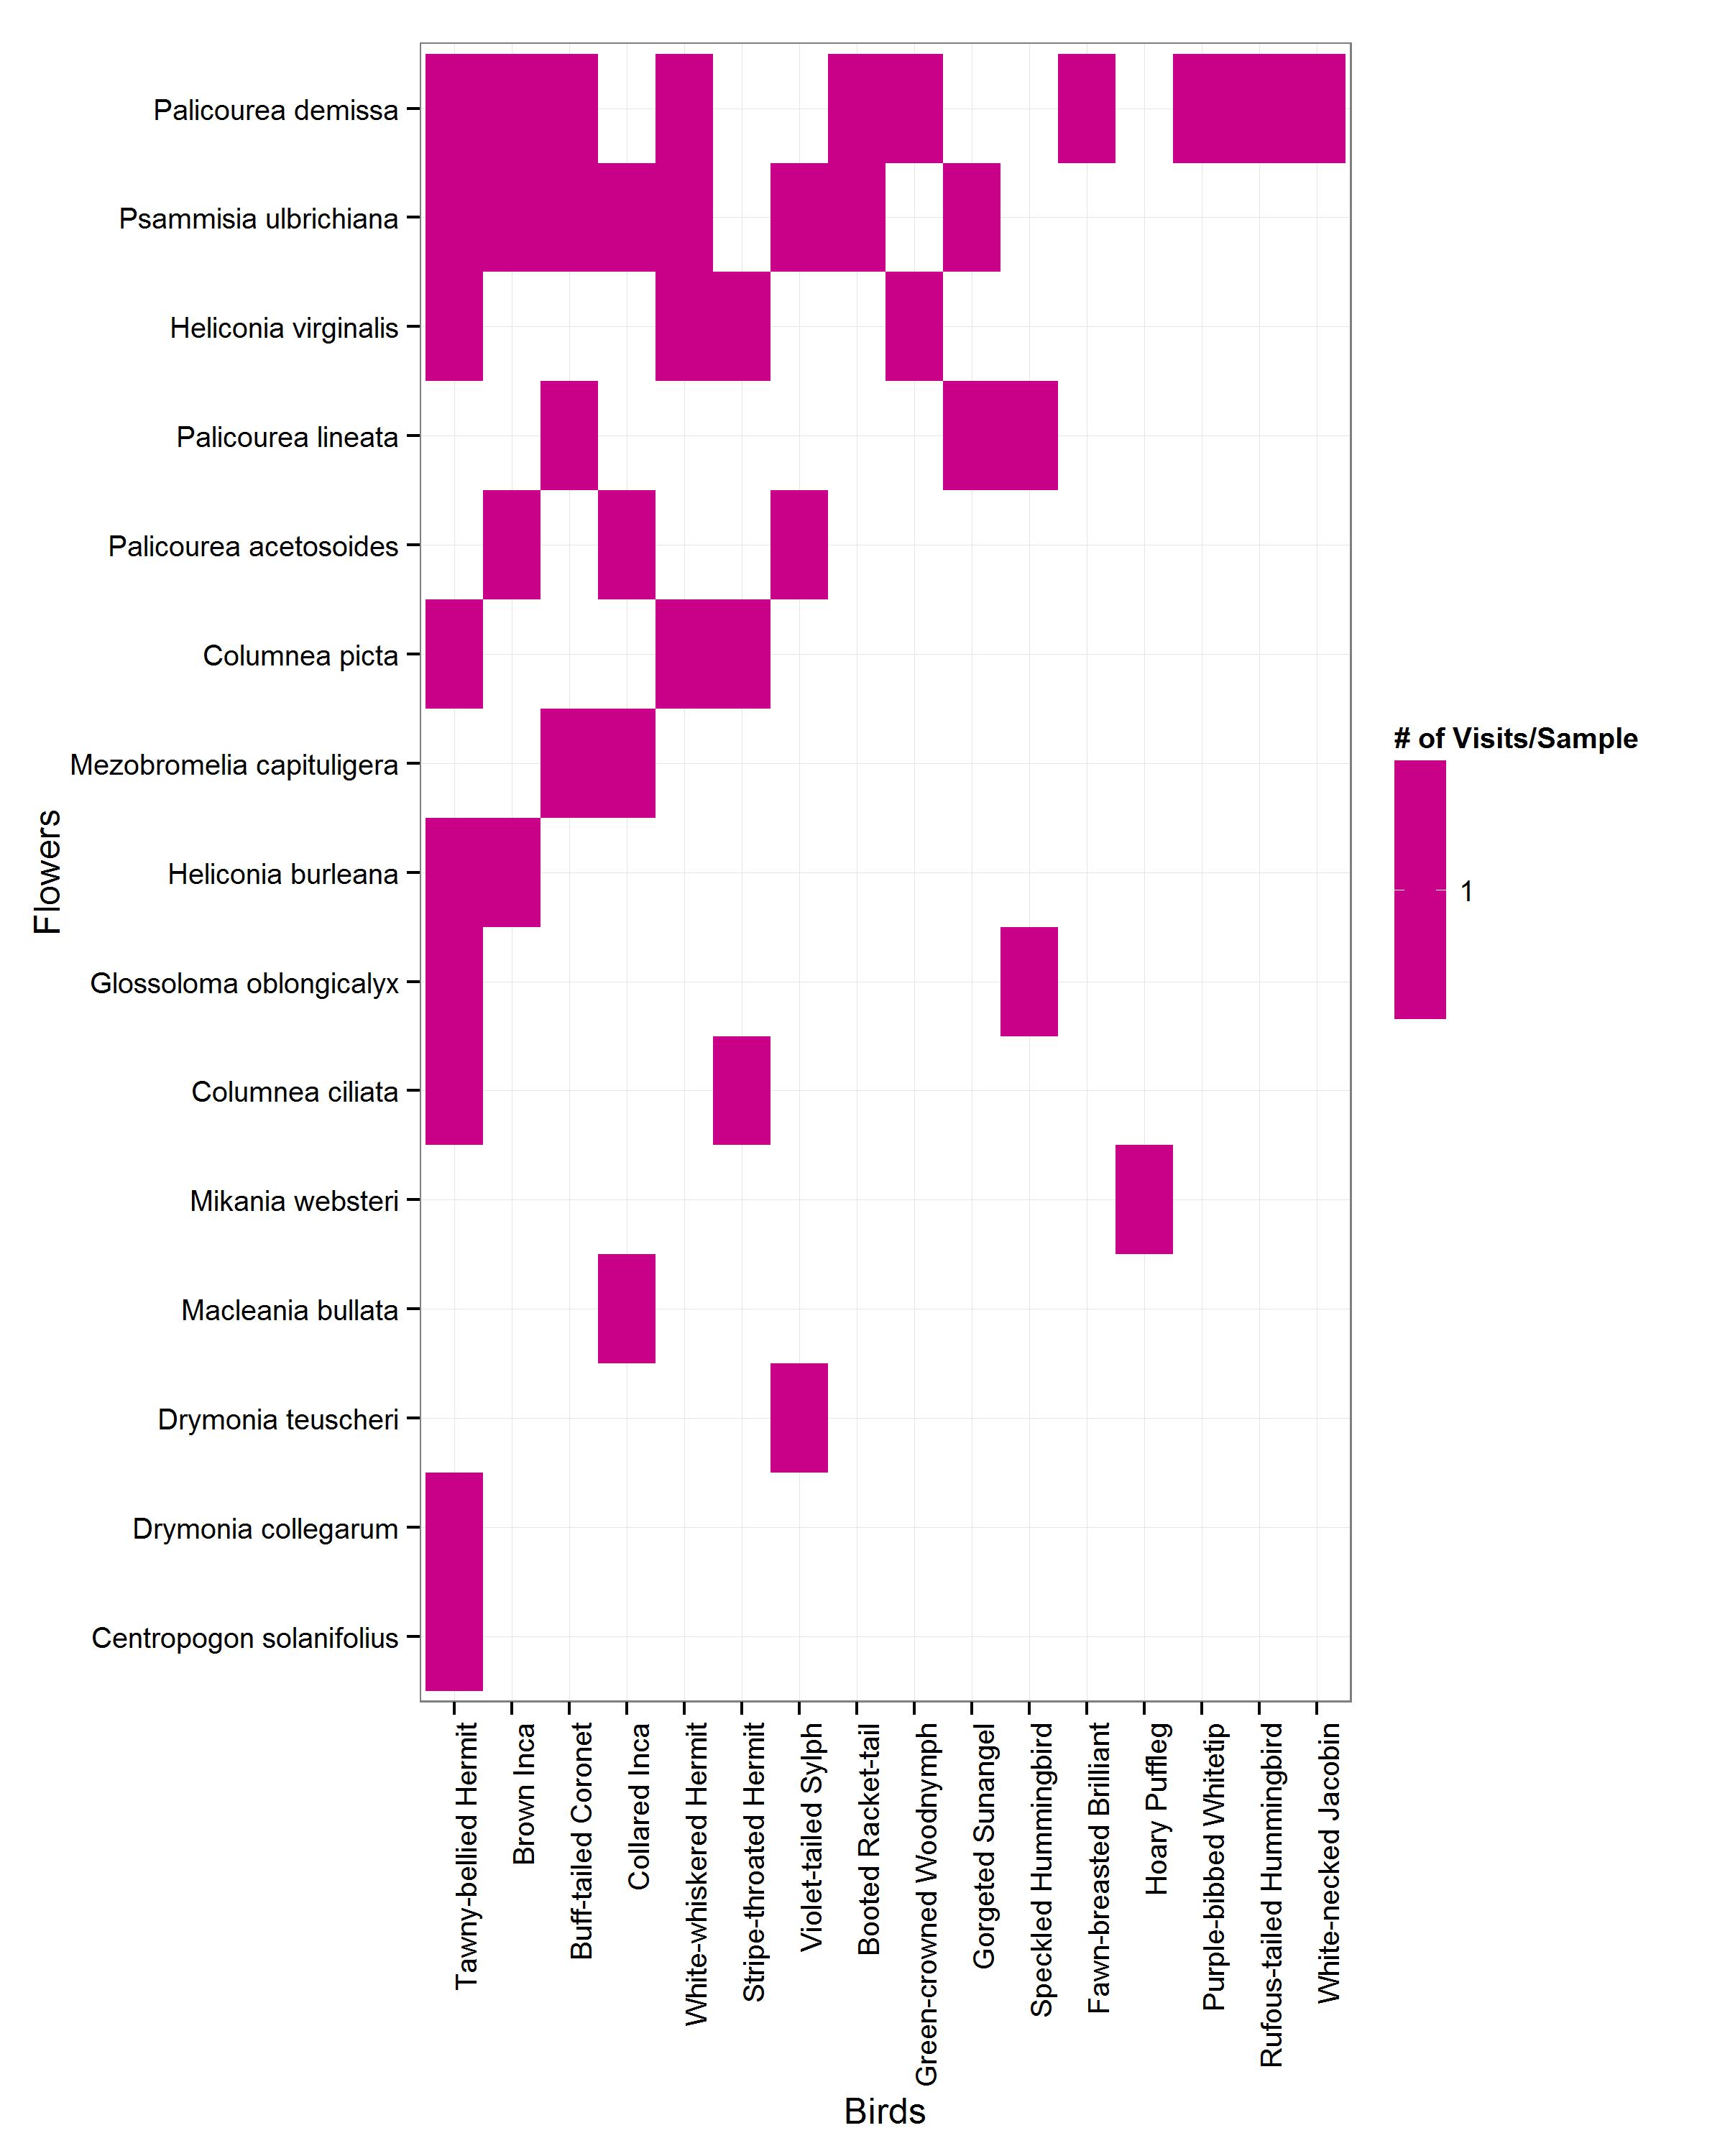 Palicourea demissa
Psammisia ulbrichiana
Heliconia virginalis
Palicourea lineata
Palicourea acetosoides
Columnea picta
Mezobromelia capituligera
Heliconia burleana
Glossoloma oblongicalyx
Columnea ciliata
Mikania websteri
Macleania bullata
Drymonia teuscheri
Drymonia collegarum
Centropogon solanifolius
Flowers
# of Visits/Sample
1
Tawny-bellied Hermit
Brown Inca
Buff-tailed Coronet
Collared Inca
White-whiskered Hermit
Stripe-throated Hermit
Violet-tailed Sylph
Booted Racket-tail
Green-crowned Woodnymph
Gorgeted Sunangel
Speckled Hummingbird
Fawn-breasted Brilliant
Hoary Puffleg
Purple-bibbed Whitetip
Rufous-tailed Hummingbird
White-necked Jacobin
Birds